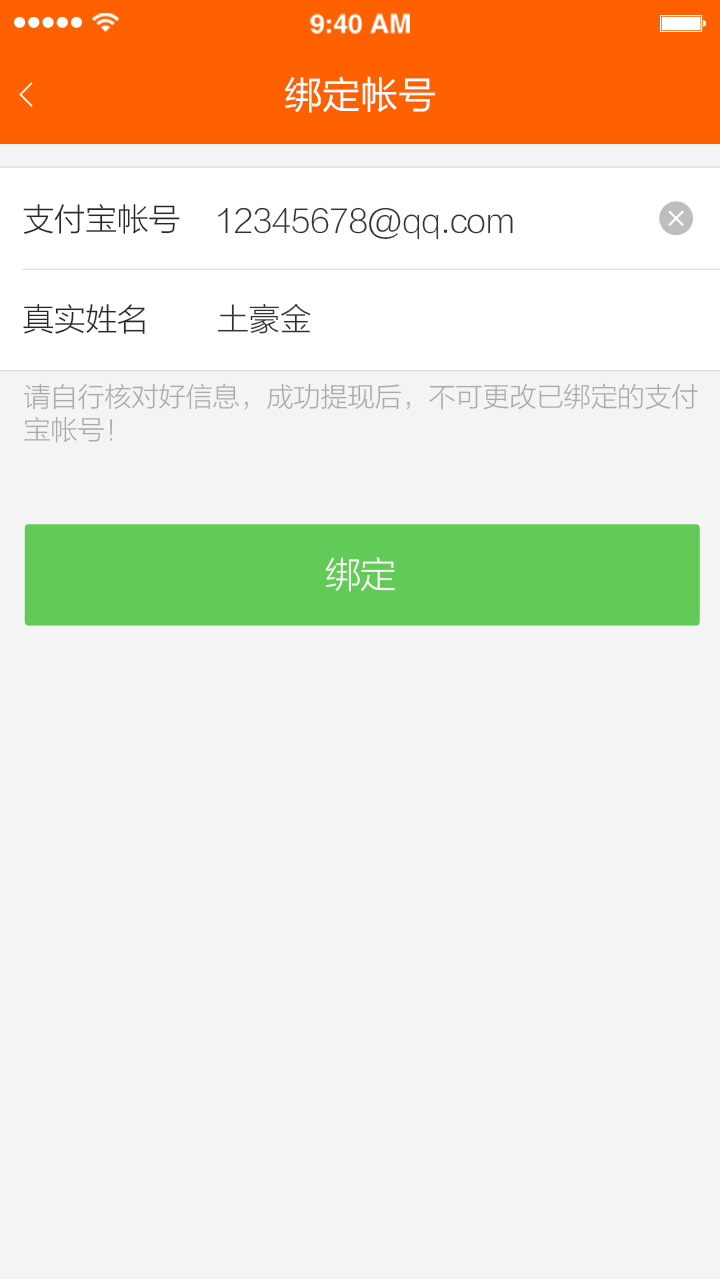 9:40 AM
绑定帐号
支付宝帐号 12345678@qq.com
真实姓名 土豪金
请自行核对好信息，成功提现后，不可更改已绑定的支付
宝帐号！
绑定